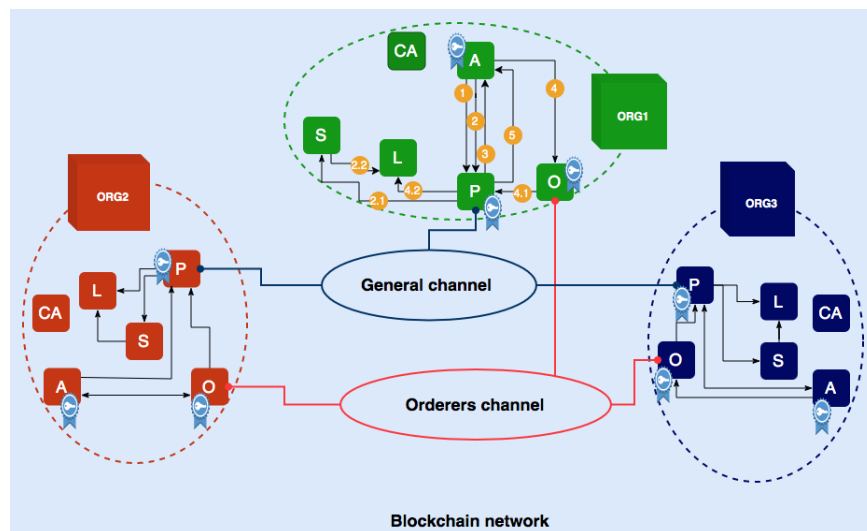 CA
A
1
2
3
5
4
ORG1
S
L
2.2
4.2
2.1
P
4.1
O
ORG2
P
L
CA
S
A
O
General channel
Orderers channel
ORG3
P
L
CA
O
S
A
Blockchain network